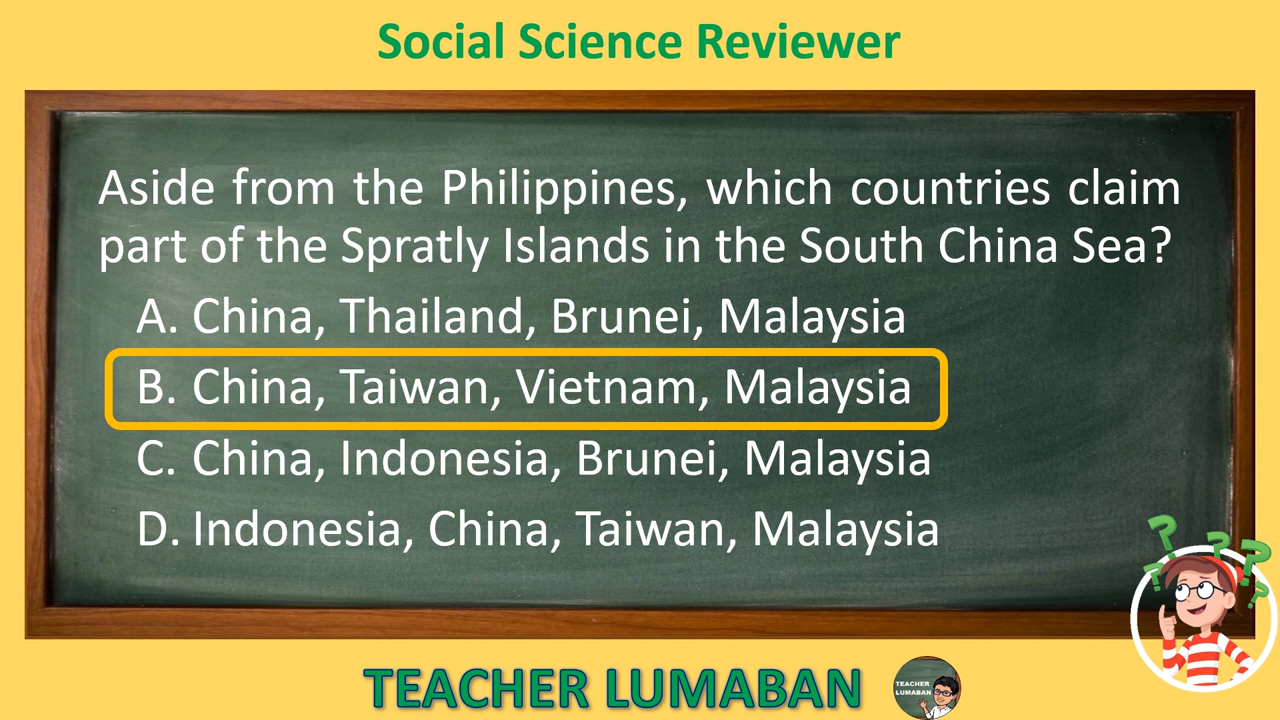 Social Science Reviewer
Aside from the Philippines, which countries claim
part of the Spratly Islands in the South China Sea?
A. China, Thailand, Brunei, Malaysia
B. China, Taiwan, Vietnam, Malaysia
C. China, Indonesia, Brunei, Malaysia
D. Indonesia, China, Taiwan, Malaysia
? ? ? ? ?
TEACHER LUMABAN
TEACHER
LUMABAN